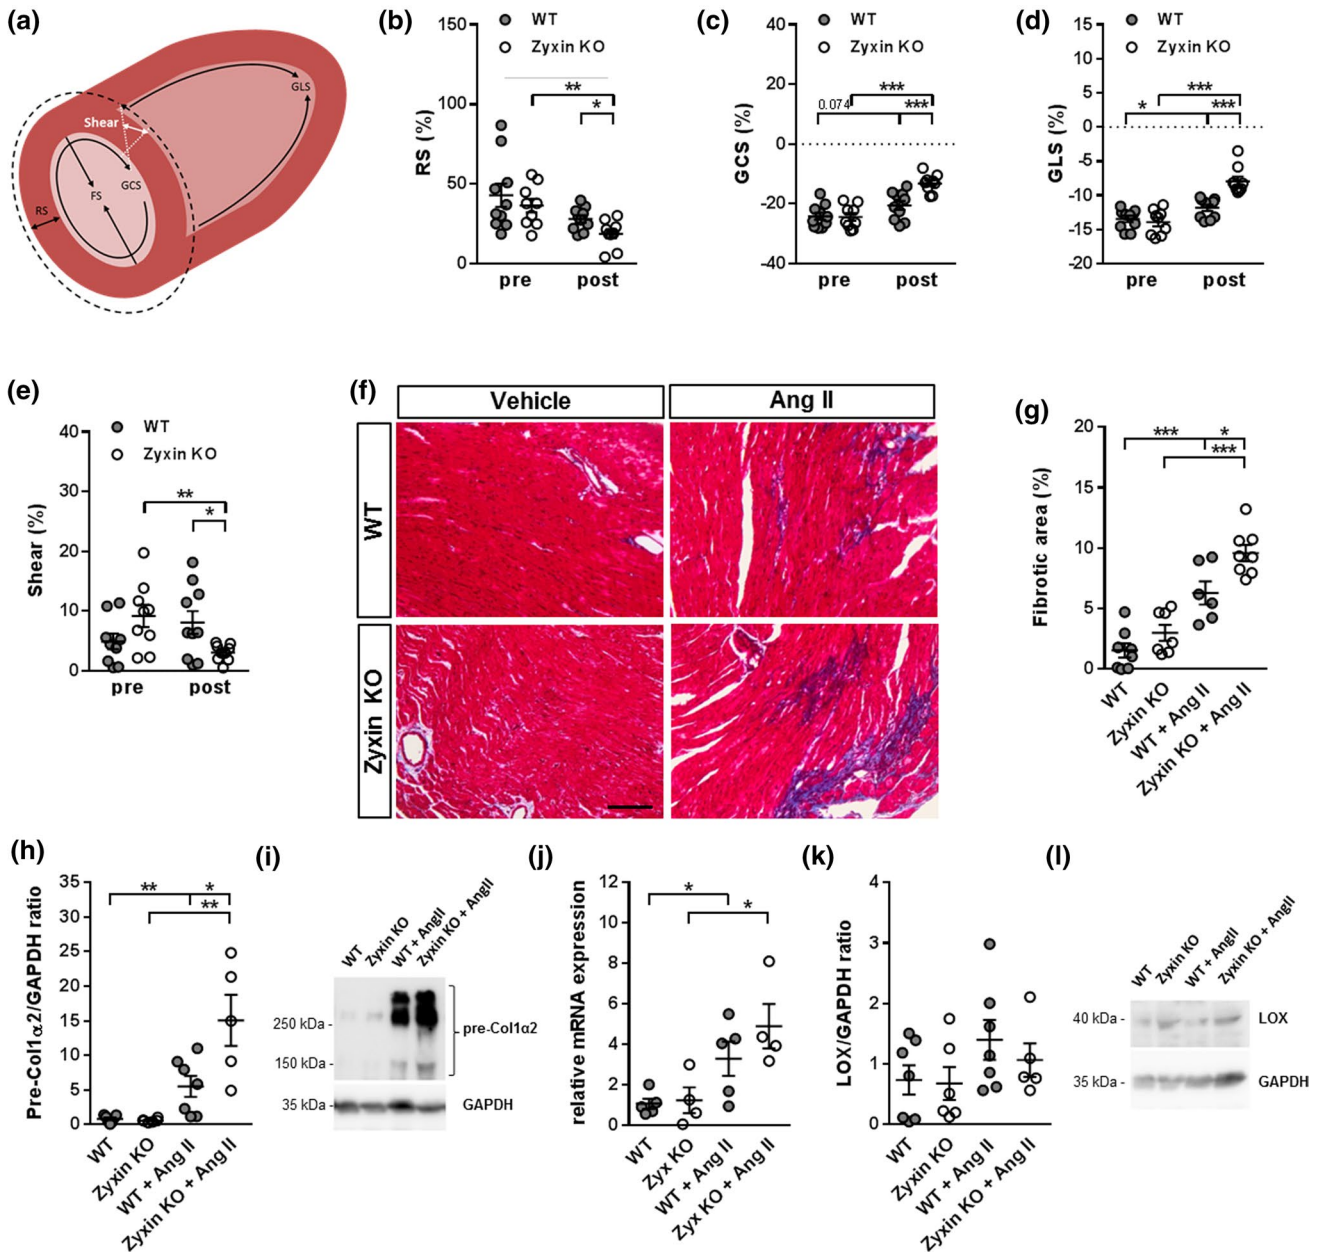 (a)
GLS
Shear
GCS
FS
RS
(b)
WT
Zyxin KO
RS (%)
150
100
50
0
**
*
pre
post
(c)
WT
Zyxin KO
GCS (%)
40
20
0
-20
-40
***
0.074
***
pre
post
(d)
WT
Zyxin KO
GLS (%)
15
10
5
0
-5
-10
-15
-20
***
*
***
pre
post
(e)
WT
Zyxin KO
Shear (%)
40
30
20
10
0
**
*
pre
post
(f)
Vehicle
Ang II
WT
Zyxin KO
(g)
Fibrotic area (%)
20
15
10
5
0
***
*
***
WT
Zyxin KO
WT + Ang II
Zyxin KO + Ang II
(h)
Pre-Col1α2/GAPDH ratio
35
30
25
20
15
10
5
0
**
*
**
WT
Zyxin KO
WT + Ang II
Zyxin KO + Ang II
(i)
WT
Zyxin KO
WT + AngII
Zyxin KO + AngII
250 kDa -
150 kDa -
35 kDa -
pre-Col1α2
GAPDH
(j)
relative mRNA expression
12
10
8
6
4
2
0
*
*
WT
Zyx KO
WT + Ang II
Zyx KO + Ang II
(k)
LOX/GAPDH ratio
4
3
2
1
0
WT
Zyxin KO
WT + Ang II
Zyxin KO + Ang II
(l)
WT
Zyxin KO
WT + AngII
Zyxin KO + AngII
40 kDa -
35 kDa -
LOX
GAPDH